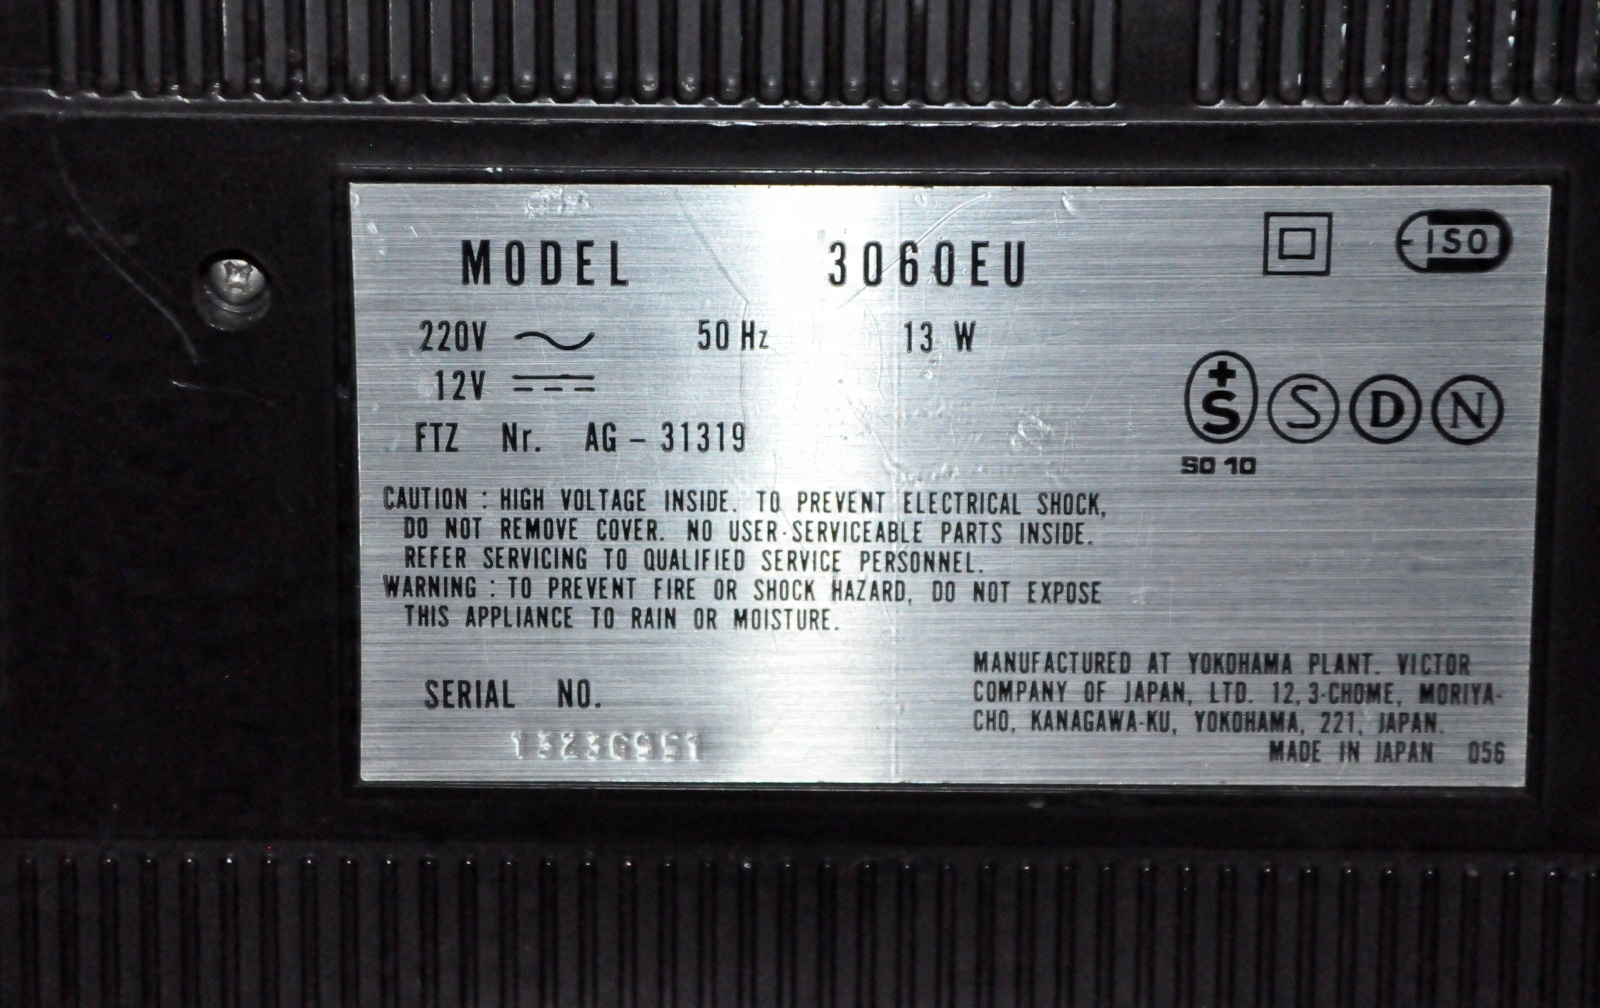 MODEL 3060EU
ISO
220V 50 Hz 13 W
12V
S S D N
SO 10
FTZ Nr. AG - 31319
CAUTION : HIGH VOLTAGE INSIDE. TO PREVENT ELECTRICAL SHOCK,
DO NOT REMOVE COVER. NO USER-SERVICEABLE PARTS INSIDE.
REFER SERVICING TO QUALIFIED SERVICE PERSONNEL.
WARNING : TO PREVENT FIRE OR SHOCK HAZARD, DO NOT EXPOSE
THIS APPLIANCE TO RAIN OR MOISTURE.
SERIAL NO.
MANUFACTURED AT YOKOHAMA PLANT. VICTOR
COMPANY OF JAPAN, LTD. 12, 3-CHOME, MORIYA-
CHO, KANAGAWA-KU, YOKOHAMA, 221, JAPAN.
MADE IN JAPAN 056